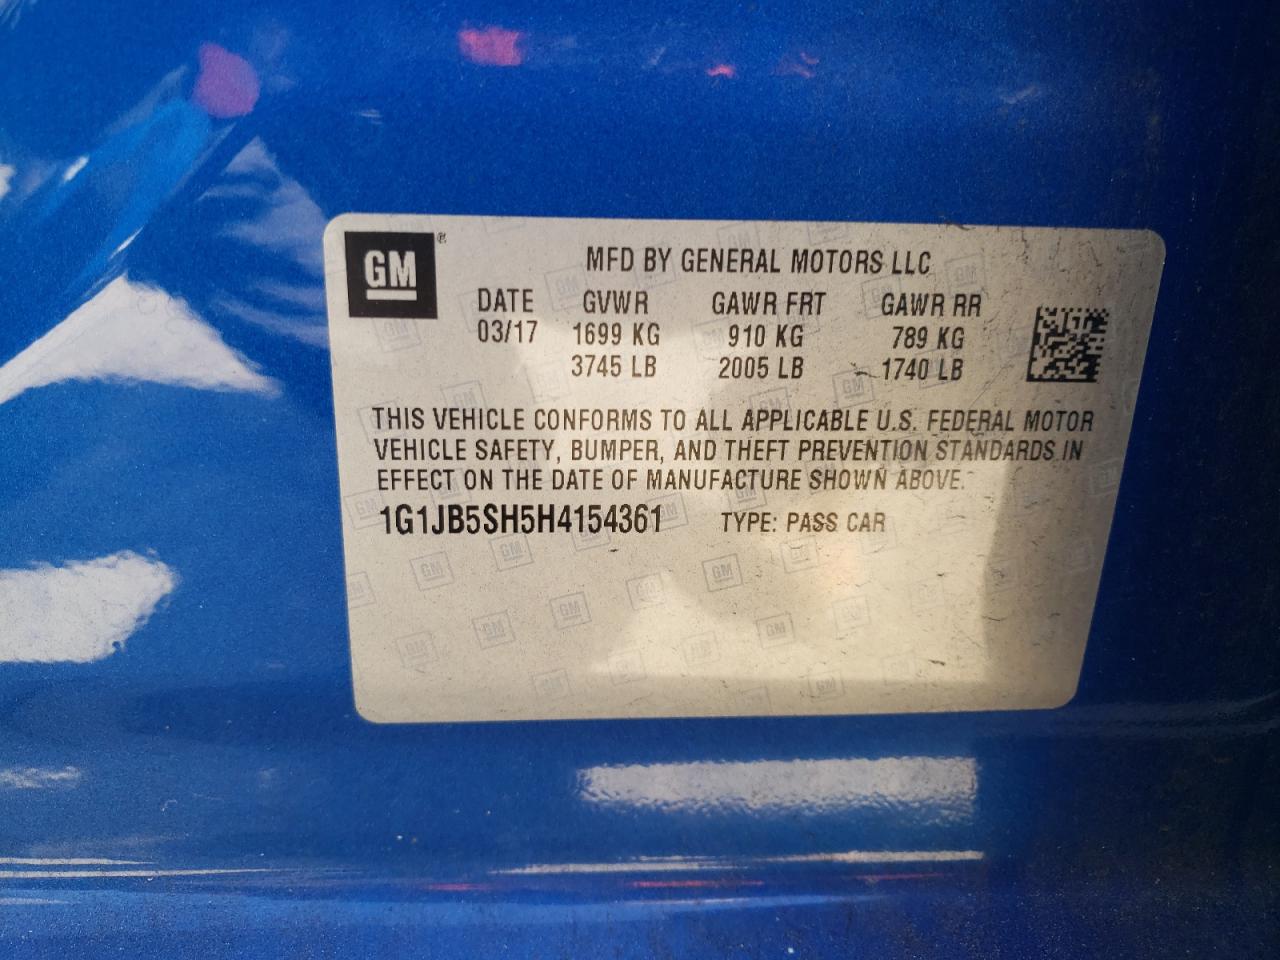 GM ®
MFD BY GENERAL MOTORS LLC
DATE GVWR GAWR FRT GAWR RR
03/17 1699 KG 910 KG 789 KG
3745 LB 2005 LB 1740 LB
THIS VEHICLE CONFORMS TO ALL APPLICABLE U.S. FEDERAL MOTOR
VEHICLE SAFETY, BUMPER, AND THEFT PREVENTION STANDARDS IN
EFFECT ON THE DATE OF MANUFACTURE SHOWN ABOVE.
1G1JB5SH5H4154361 TYPE: PASS CAR